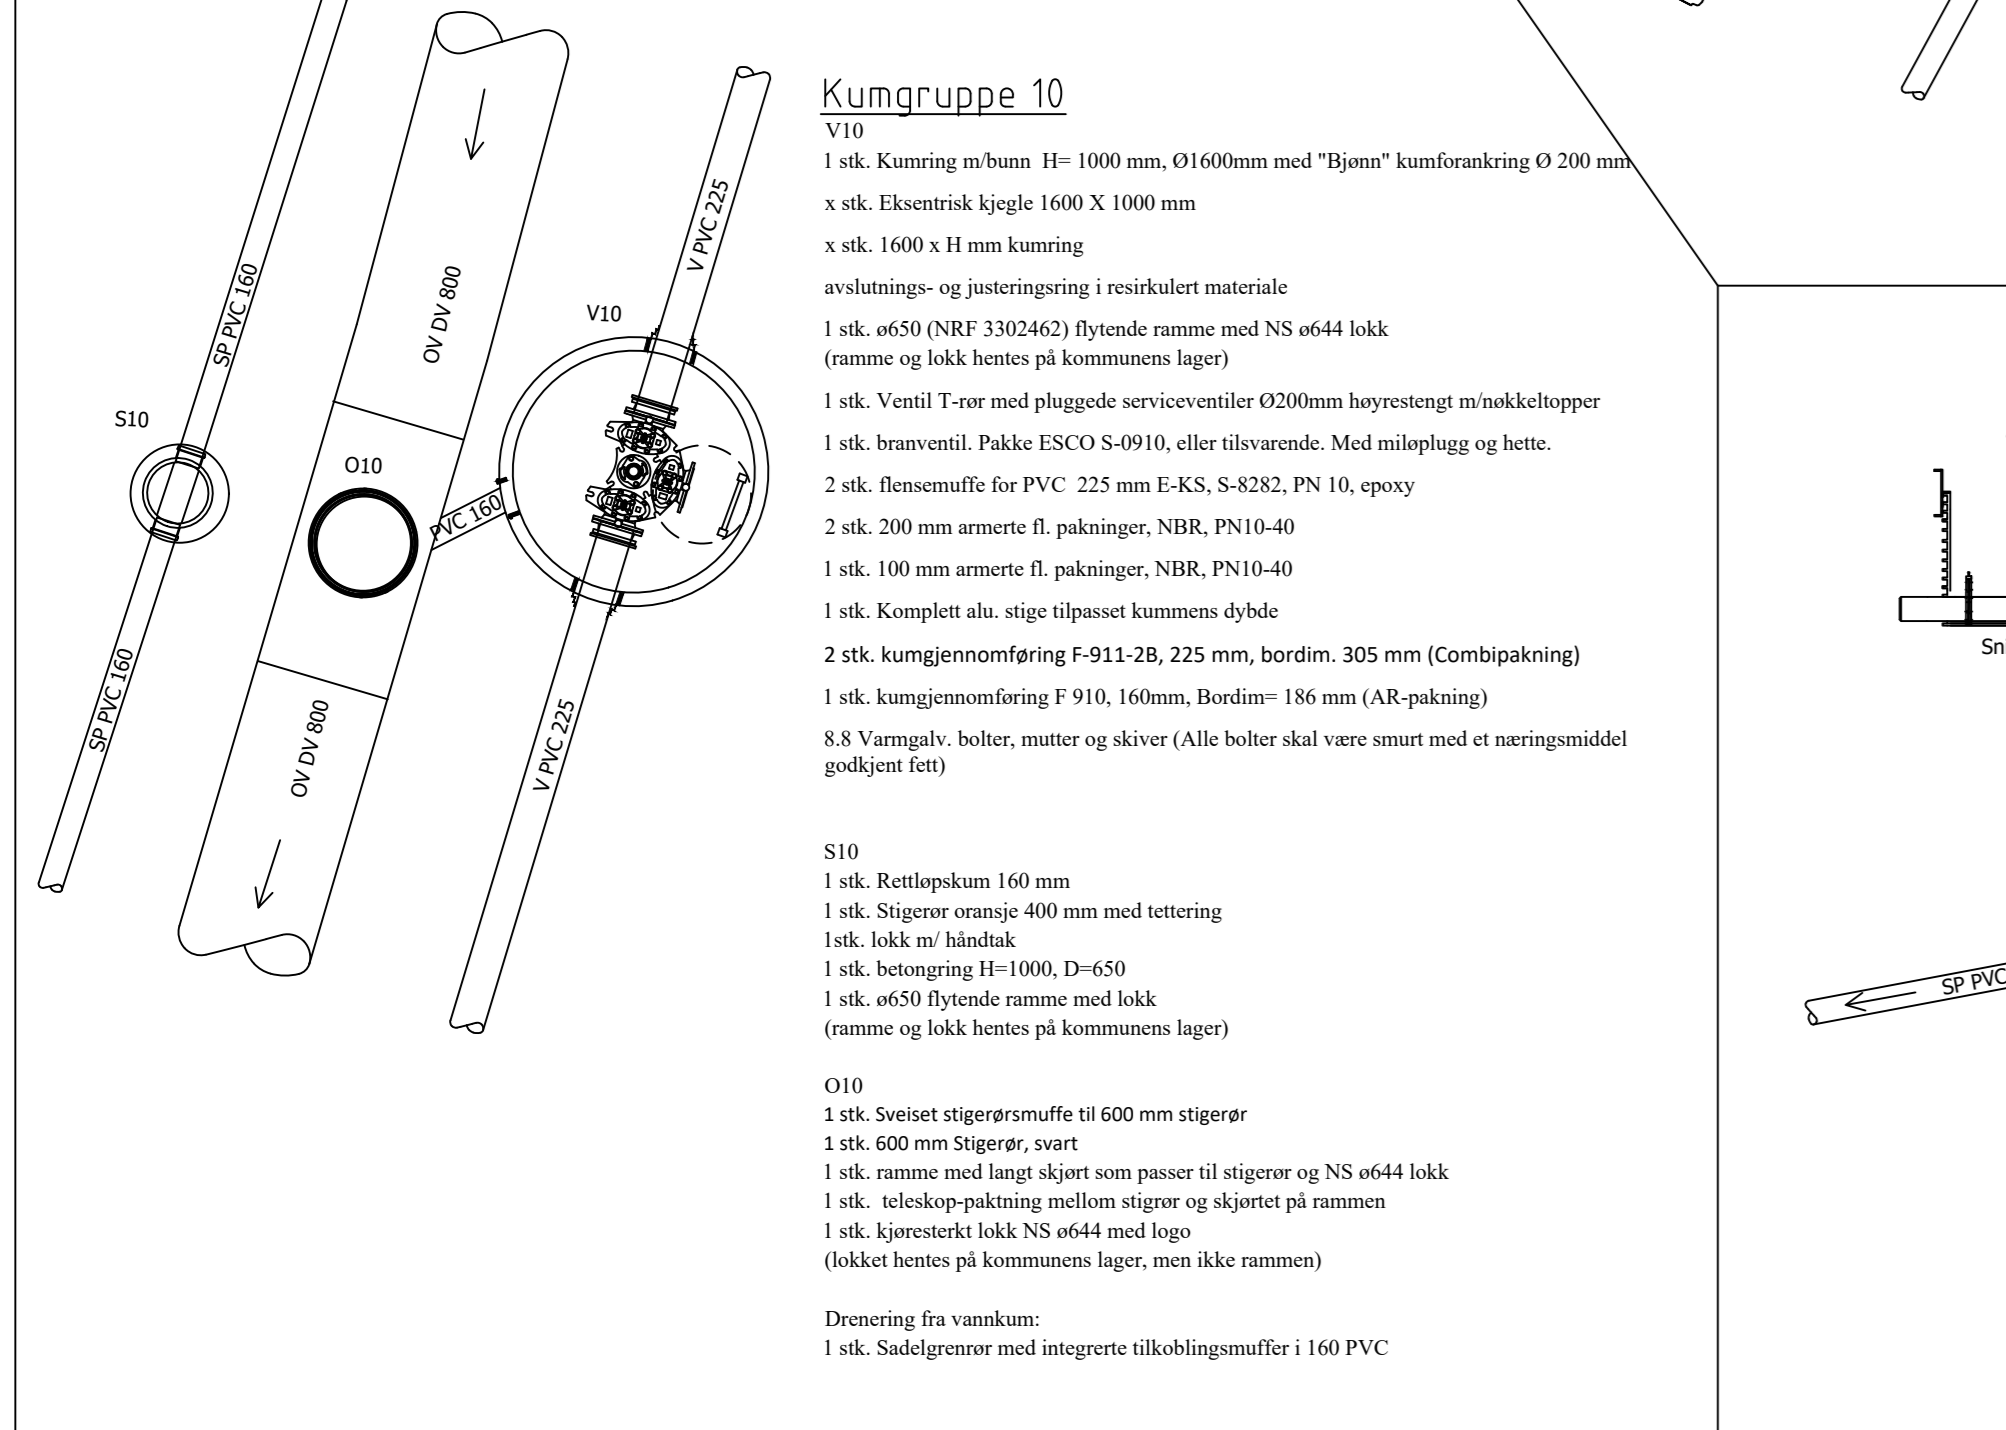 Kumgruppe 10
V10
1 stk. Kumring m/bunn  H= 1000 mm, Ø1600mm med "Bjønn" kumforankring Ø 200 mm
x stk. Eksentrisk kjegle 1600 X 1000 mm
x stk. 1600 x H mm kumring
avslutnings- og justeringsring i resirkulert materiale
1 stk. ø650 (NRF 3302462) flytende ramme med NS ø644 lokk
(ramme og lokk hentes på kommunens lager)
1 stk. Ventil T-rør med pluggede serviceventiler Ø200mm høyrestengt m/nøkkeltopper
1 stk. branventil. Pakke ESCO S-0910, eller tilsvarende. Med miløplugg og hette.
2 stk. flensemuffe for PVC  225 mm E-KS, S-8282, PN 10, epoxy
2 stk. 200 mm armerte fl. pakninger, NBR, PN10-40
1 stk. 100 mm armerte fl. pakninger, NBR, PN10-40
1 stk. Komplett alu. stige tilpasset kummens dybde
2 stk. kumgjennomføring F-911-2B, 225 mm, bordim. 305 mm (Combipakning)
1 stk. kumgjennomføring F 910, 160mm, Bordim= 186 mm (AR-pakning)
8.8 Varmgalv. bolter, mutter og skiver (Alle bolter skal være smurt med et næringsmiddel
godkjent fett)
S10
1 stk. Rettløpskum 160 mm
1 stk. Stigerør oransje 400 mm med tettering
1stk. lokk m/ håndtak
1 stk. betongring H=1000, D=650
1 stk. ø650 flytende ramme med lokk
(ramme og lokk hentes på kommunens lager)
O10
1 stk. Sveiset stigerørsmuffe til 600 mm stigerør
1 stk. 600 mm Stigerør, svart
1 stk. ramme med langt skjørt som passer til stigerør og NS ø644 lokk
1 stk.  teleskop-paktning mellom stigrør og skjørtet på rammen
1 stk. kjøresterkt lokk NS ø644 med logo
(lokket hentes på kommunens lager, men ikke rammen)
Drenering fra vannkum:
1 stk. Sadelgrenrør med integrerte tilkoblingsmuffer i 160 PVC
SP PVC 160
OV DV 800
V PVC 225
V10
S10
O10
PVC 160
SP PVC 160
OV DV 800
V PVC 225
SP PVC